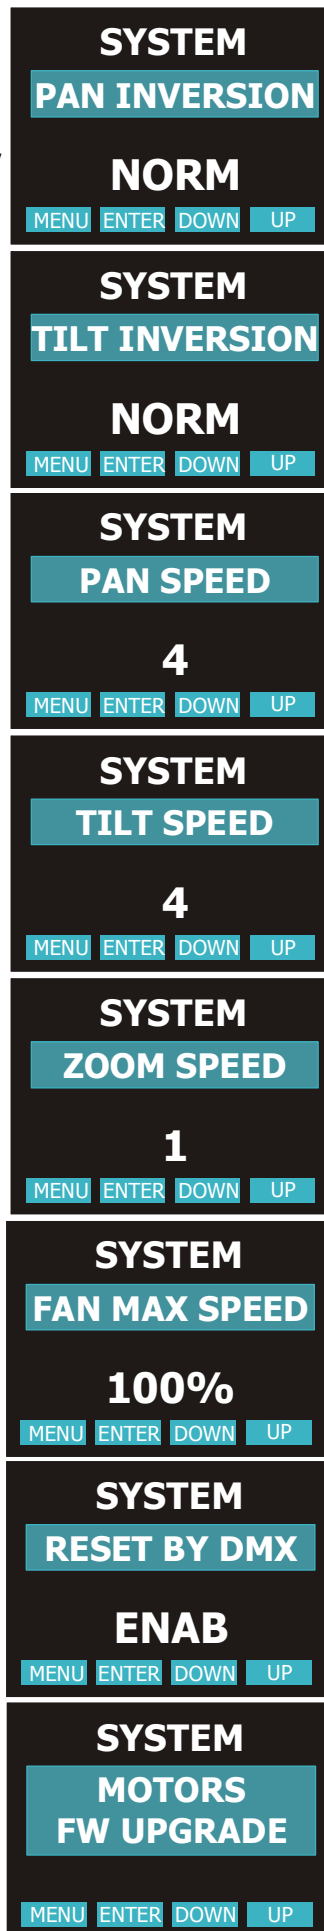 SYSTEM
PAN INVERSION
NORM
MENU ENTER DOWN UP
SYSTEM
TILT INVERSION
NORM
MENU ENTER DOWN UP
SYSTEM
PAN SPEED
4
MENU ENTER DOWN UP
SYSTEM
TILT SPEED
4
MENU ENTER DOWN UP
SYSTEM
ZOOM SPEED
1
MENU ENTER DOWN UP
SYSTEM
FAN MAX SPEED
100%
MENU ENTER DOWN UP
SYSTEM
RESET BY DMX
ENAB
MENU ENTER DOWN UP
SYSTEM
MOTORS
FW UPGRADE
MENU ENTER DOWN UP